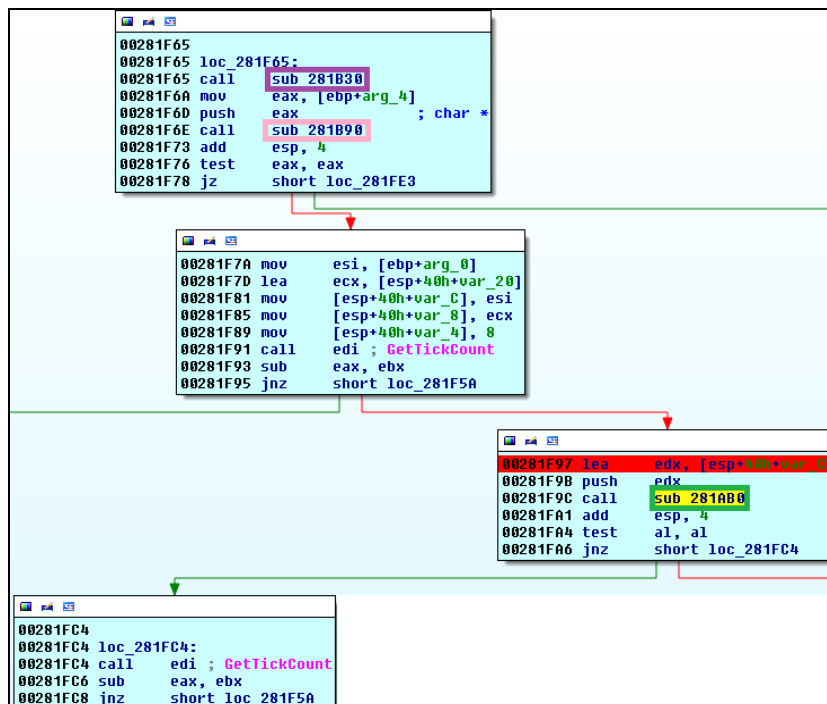 00281F65
00281F65 loc_281F65:
00281F65 call sub_281B30
00281F6A mov eax, [ebp+arg_4]
00281F6D push eax ; char *
00281F6E call sub_281B90
00281F73 add esp, 4
00281F76 test eax, eax
00281F78 jz short loc_281FE3
00281F7A mov esi, [ebp+arg_0]
00281F7D lea ecx, [esp+40h+var_20]
00281F81 mov [esp+40h+var_C], esi
00281F85 mov [esp+40h+var_8], ecx
00281F89 mov [esp+40h+var_4], 8
00281F91 call edi ; GetTickCount
00281F93 sub eax, ebx
00281F95 jnz short loc_281F5A
00281F97 lea edx, [esp+40h+var_C
00281F9B push edx
00281F9C call sub_281AB0
00281FA1 add esp, 4
00281FA4 test al, al
00281FA6 jnz short loc_281FC4
00281FC4
00281FC4 loc_281FC4:
00281FC4 call edi ; GetTickCount
00281FC6 sub eax, ebx
00281FC8 jnz short loc_281F5A